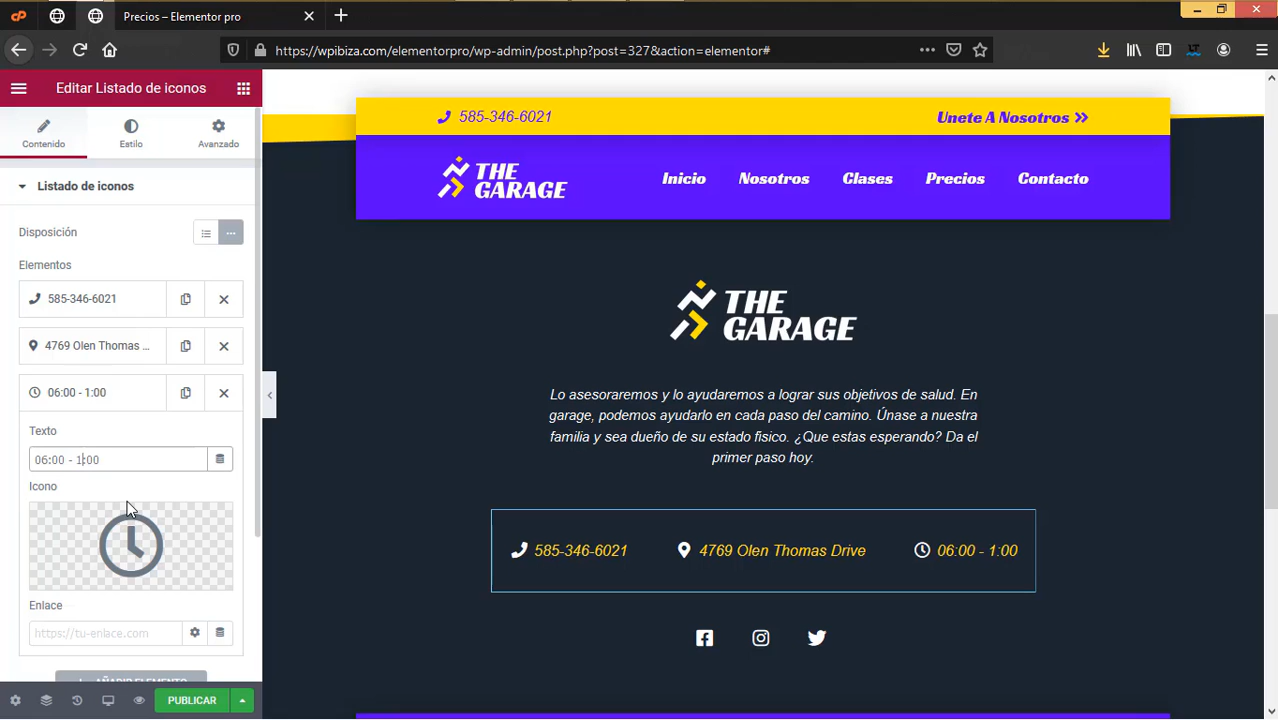 Precios – Elementor pro
https://wpibiza.com/elementorpro/wp-admin/post.php?post=327&action=elementor#
Editar Listado de iconos
Contenido
Estilo
Avanzado
Listado de iconos
Disposición
Elementos
585-346-6021
4769 Olen Thomas ...
06:00 - 1:00
Texto
06:00 - 1:00
Icono
Enlace
https://tu-enlace.com
AÑADIR ELEMENTO
PUBLICAR
585-346-6021
Unete A Nosotros
THE
GARAGE
Inicio
Nosotros
Clases
Precios
Contacto
THE
GARAGE
Lo asesoraremos y lo ayudaremos a lograr sus objetivos de salud. En
garage, podemos ayudarlo en cada paso del camino. Únase a nuestra
familia y sea dueño de su estado fisico. ¿Que estas esperando? Da el
primer paso hoy.
585-346-6021
4769 Olen Thomas Drive
06:00 - 1:00